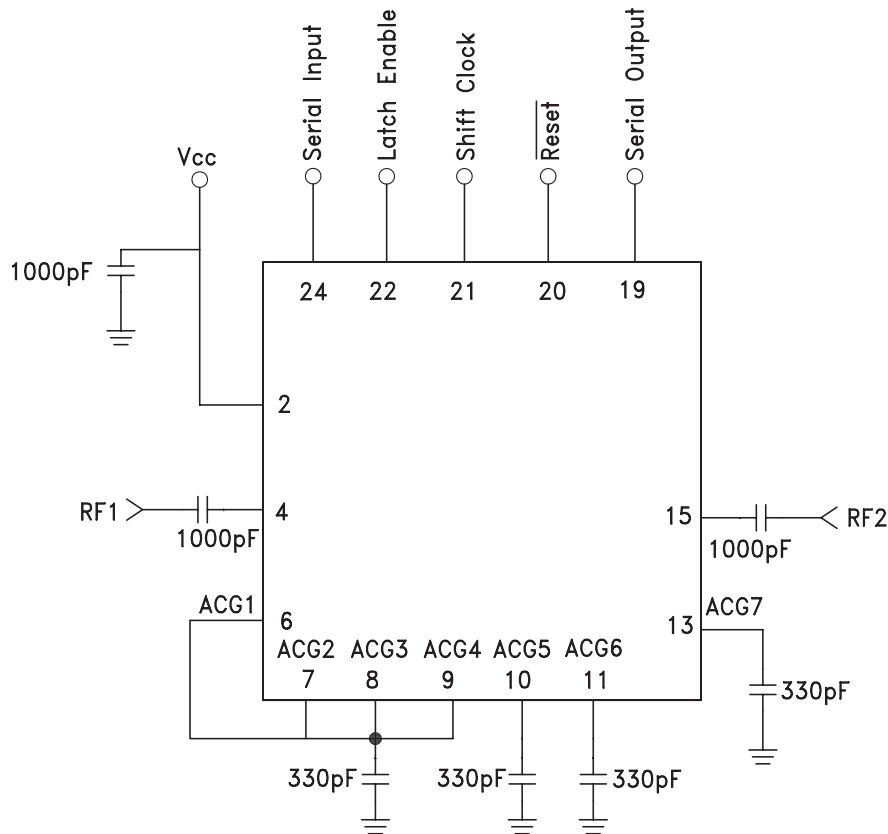 Serial Input
Latch Enable
Shift Clock
Reset
Serial Output
Vcc
1000pF
24 22 21 20 19
2
RF1
4
1000pF
15
RF2
1000pF
ACG1
6
ACG7
13
ACG2 ACG3 ACG4 ACG5 ACG6
7 8 9 10 11
330pF
330pF 330pF 330pF